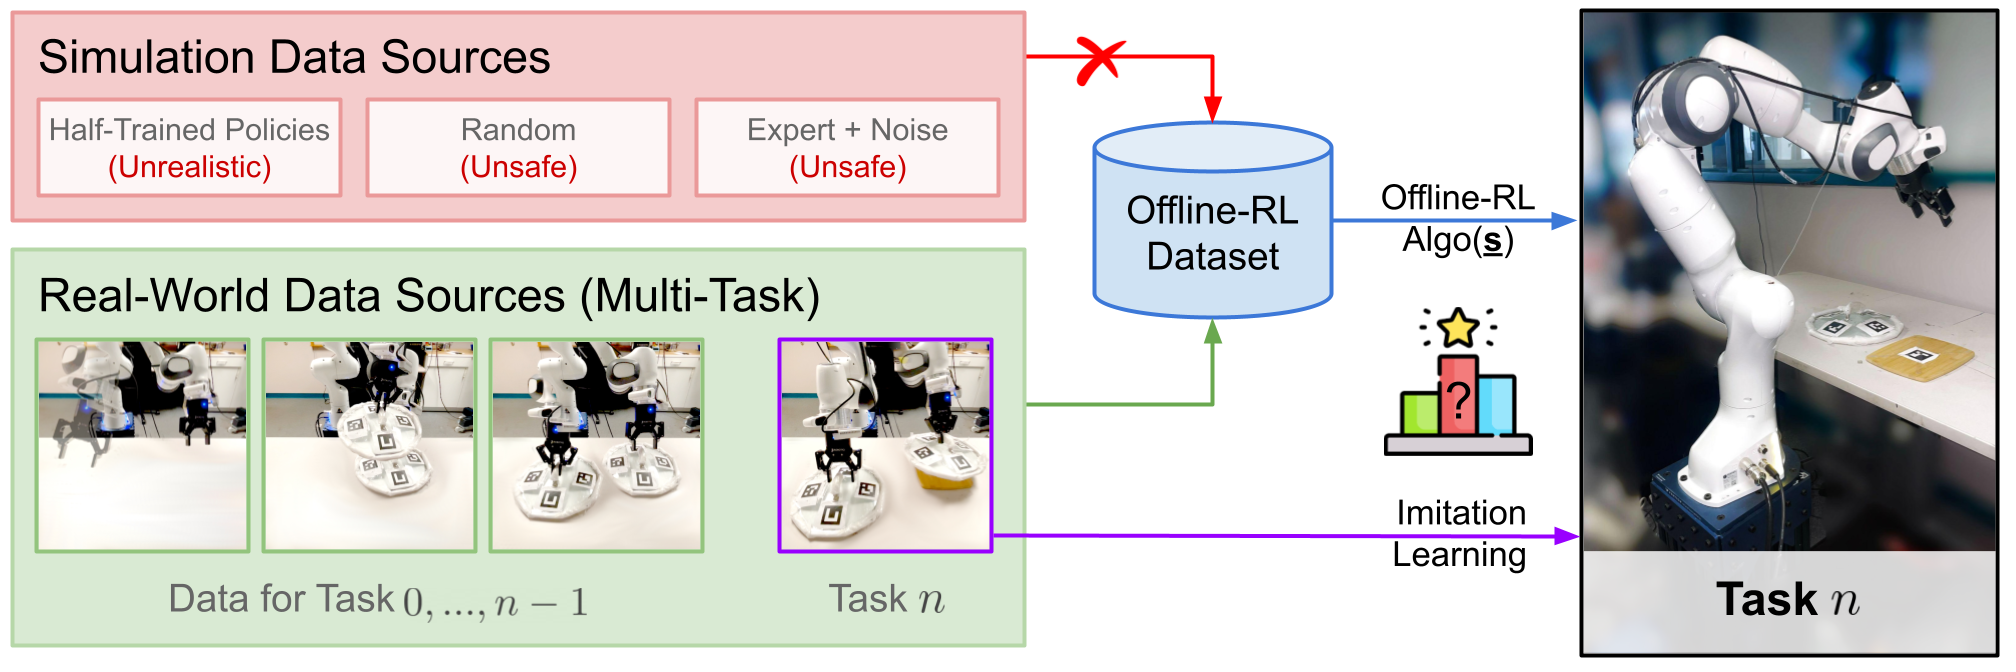 Simulation Data Sources
Half-Trained Policies
(Unrealistic)
Random
(Unsafe)
Expert + Noise
(Unsafe)
Real-World Data Sources (Multi-Task)
Data for Task 0, ..., n − 1
Task n
Offline-RL
Dataset
Offline-RL
Algo(s)
?
Imitation
Learning
Task n